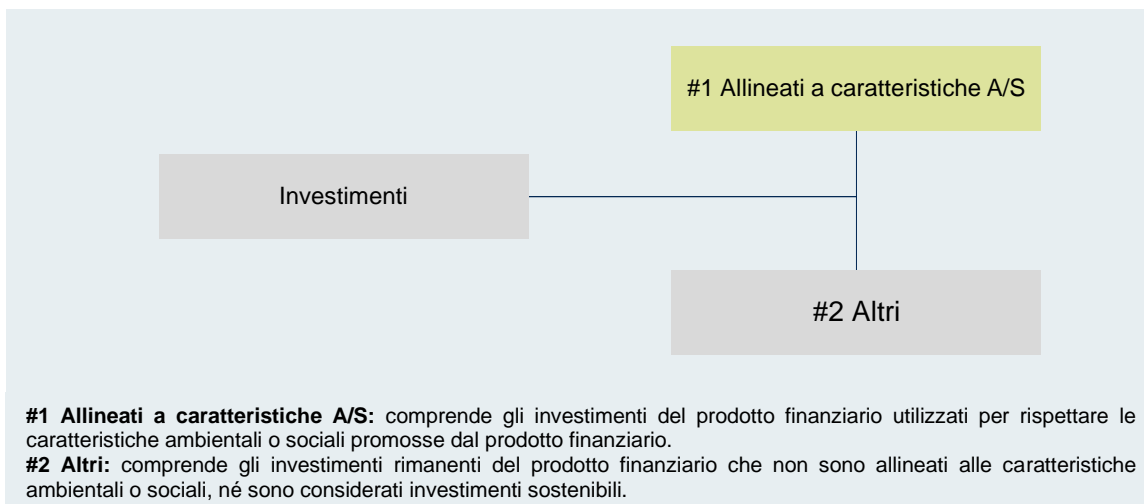 #1 Allineati a caratteristiche A/S
Investimenti
#2 Altri
#1 Allineati a caratteristiche A/S: comprende gli investimenti del prodotto finanziario utilizzati per rispettare le
caratteristiche ambientali o sociali promosse dal prodotto finanziario.
#2 Altri: comprende gli investimenti rimanenti del prodotto finanziario che non sono allineati alle caratteristiche
ambientali o sociali, né sono considerati investimenti sostenibili.